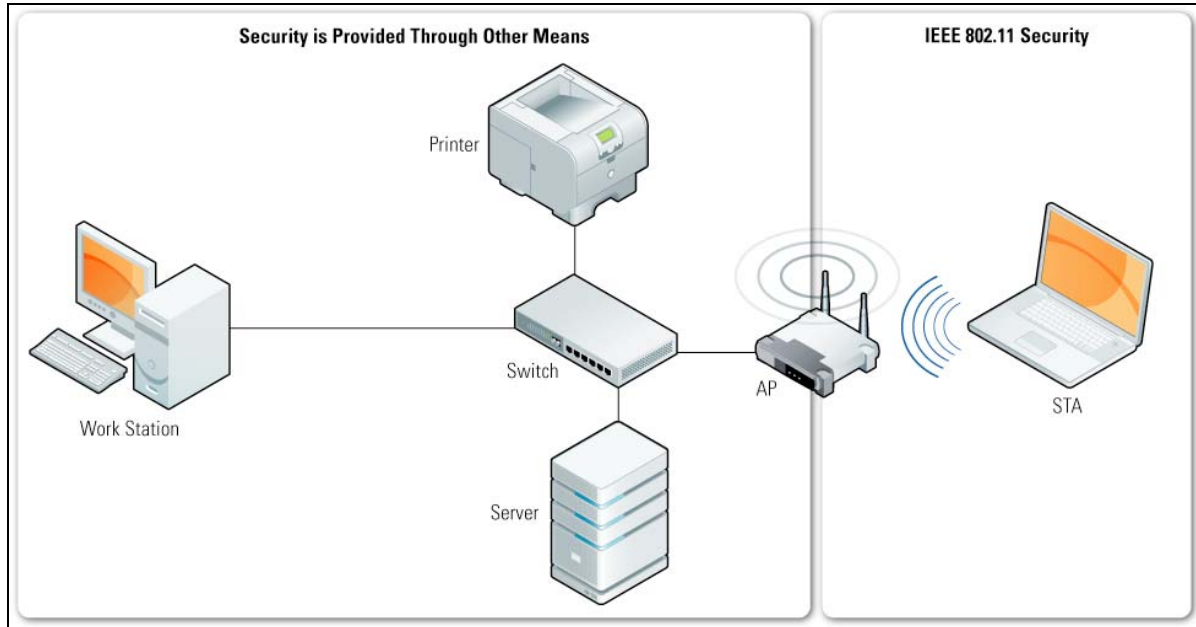 Security is Provided Through Other Means
IEEE 802.11 Security
Printer
Switch
AP
STA
Work Station
Server